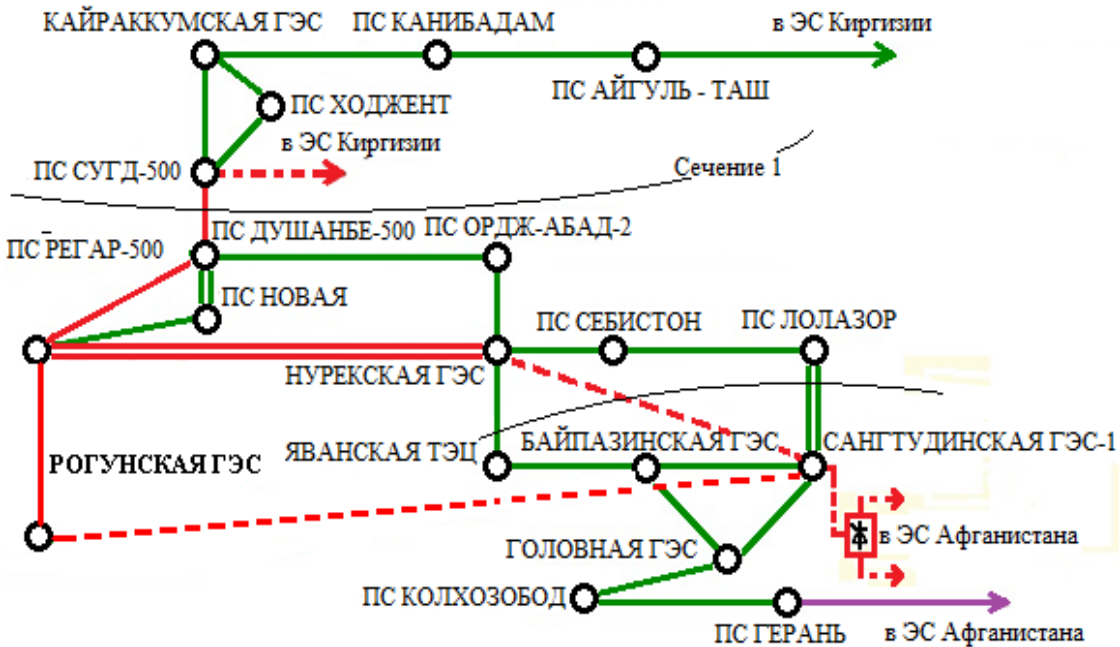 КАЙРАККУМСКАЯ ГЭС
ПС КАНИБАДАМ
в ЭС Киргизии
ПС АЙГУЛЬ - ТАШ
ПС ХОДЖЕНТ
в ЭС Киргизии
ПС СУГД-500
Сечение 1
ПС РЕГАР-500
ПС ДУШАНБЕ-500
ПС ОРДЖ-АБАД-2
ПС НОВАЯ
ПС СЕБИСТОН
ПС ЛОЛАЗОР
НУРЕКСКАЯ ГЭС
РОГУНСКАЯ ГЭС
ЯВАНСКАЯ ТЭЦ
БАЙПАЗИНСКАЯ ГЭС
САНГТУДИНСКАЯ ГЭС-1
в ЭС Афганистана
ГОЛОВНАЯ ГЭС
ПС КОЛХОЗОБОД
ПС ГЕРАНЬ
в ЭС Афганистана